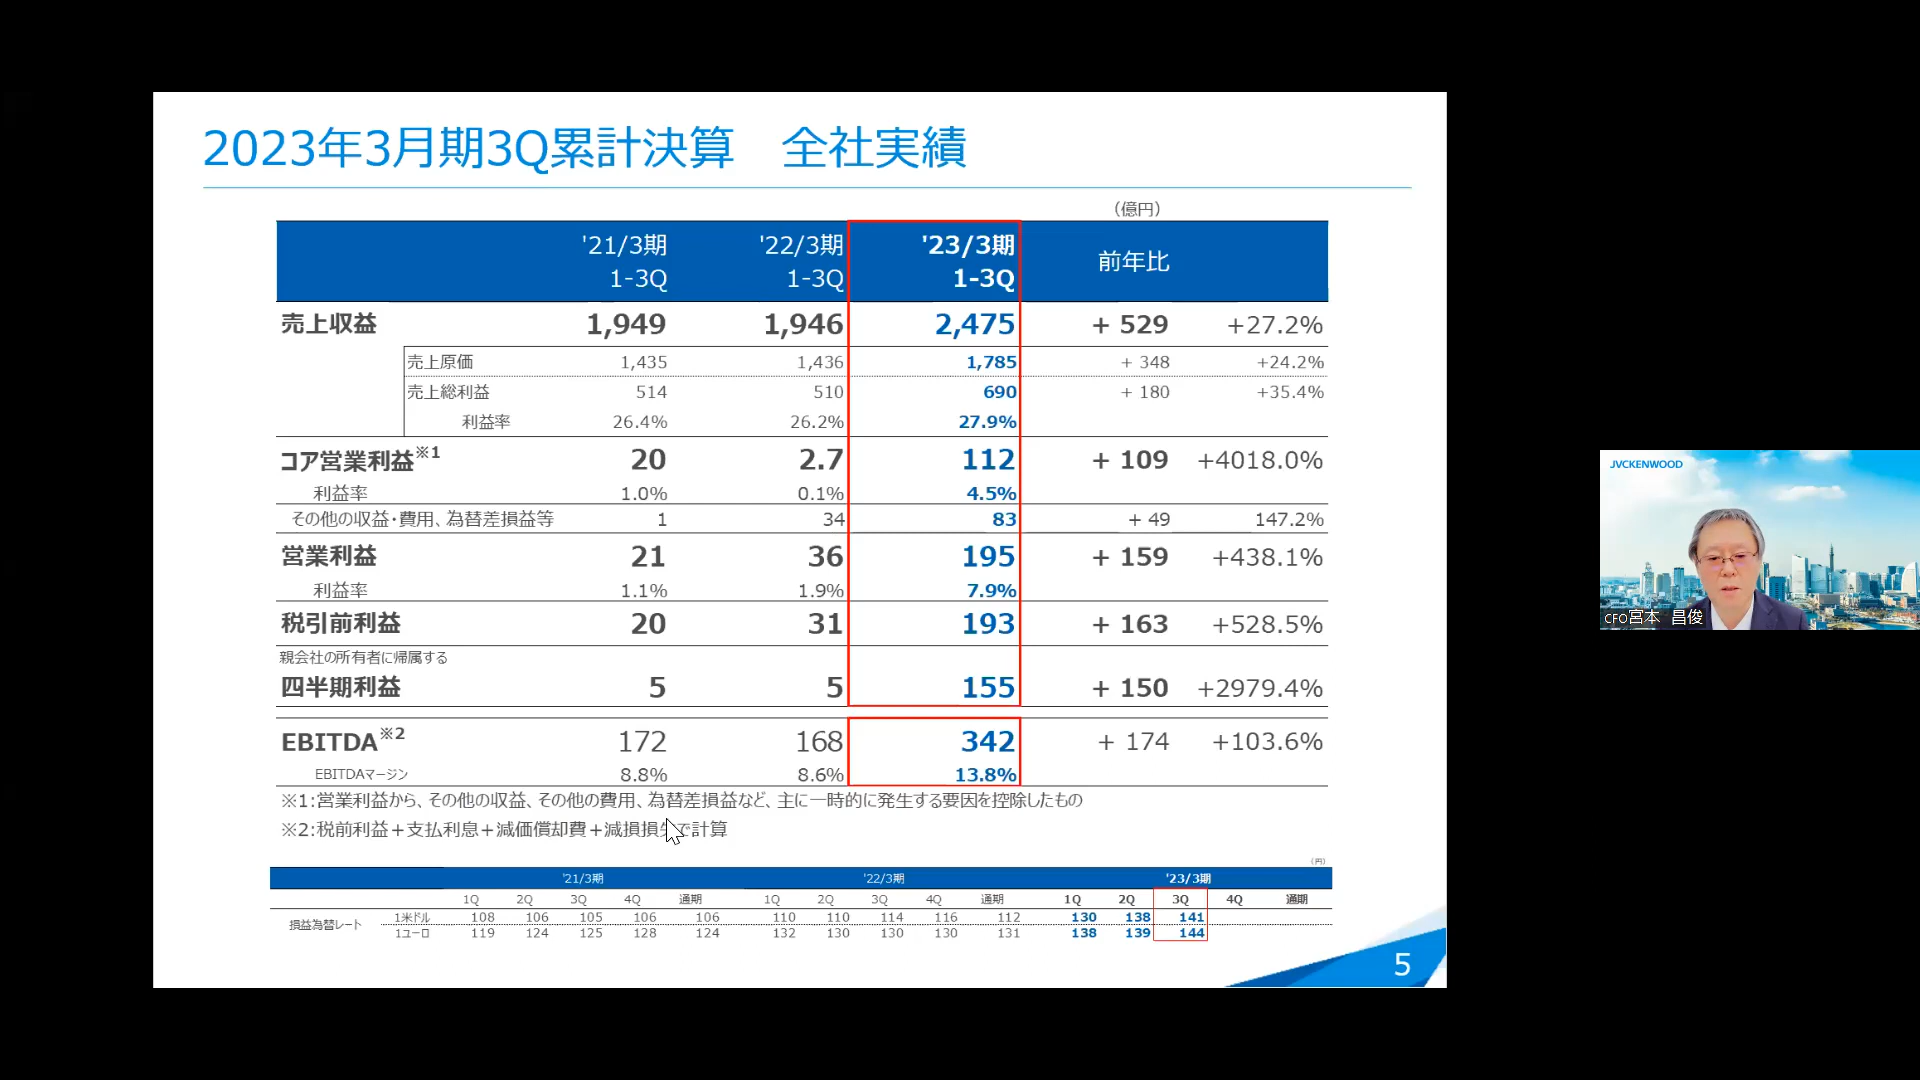 2023年3月期3Q累計決算　全社実績
（億円）
'21/3期 '22/3期 '23/3期 前年比
1-3Q 1-3Q 1-3Q
売上収益 1,949 1,946 2,475 + 529 +27.2%
売上原価 1,435 1,436 1,785 + 348 +24.2%
売上総利益 514 510 690 + 180 +35.4%
利益率 26.4% 26.2% 27.9%
コア営業利益※1 20 2.7 112 + 109 +4018.0%
利益率 1.0% 0.1% 4.5%
その他の収益・費用、為替差損益等 1 34 83 + 49 147.2%
営業利益 21 36 195 + 159 +438.1%
利益率 1.1% 1.9% 7.9%
税引前利益 20 31 193 + 163 +528.5%
親会社の所有者に帰属する
四半期利益 5 5 155 + 150 +2979.4%
EBITDA※2 172 168 342 + 174 +103.6%
EBITDAマージン 8.8% 8.6% 13.8%
※1:営業利益から、その他の収益、その他の費用、為替差損益など、主に一時的に発生する要因を控除したもの
※2:税前利益＋支払利息＋減価償却費＋減損損失で計算
（円）
'21/3期 '22/3期 '23/3期
1Q 2Q 3Q 4Q 通期 1Q 2Q 3Q 4Q 通期 1Q 2Q 3Q 4Q 通期
損益為替レート
1米ドル 108 106 105 106 106 110 110 114 116 112 130 138 141
1ユーロ 119 124 125 128 124 132 130 130 130 131 138 139 144
5
JVCKENWOOD
CFO宮本 昌俊